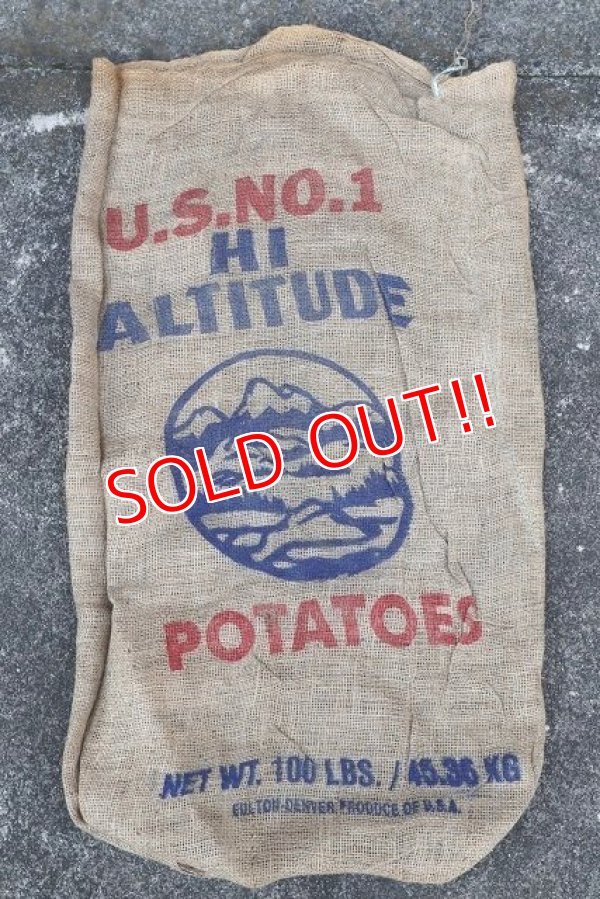 U.S.NO.1
HI
ALTITUDE
SOLD OUT!!
POTATOES
NET WT. 100 LBS. / 45.36 KG
FULTON-DENVER PRODUCE OF U.S.A.